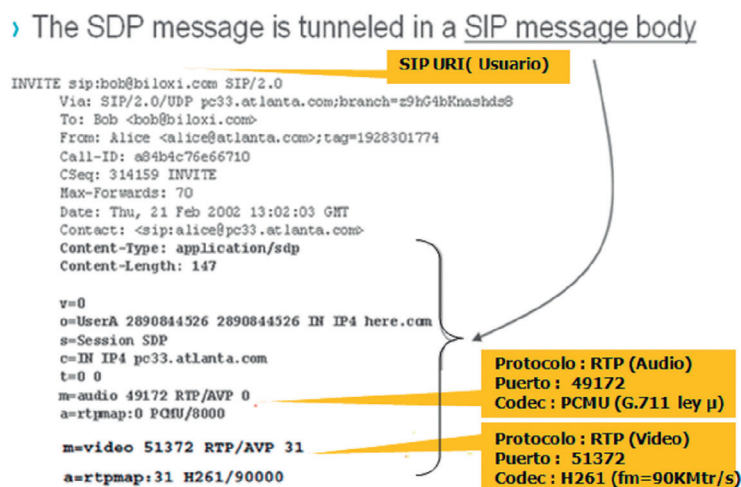 › The SDP message is tunneled in a SIP message body
SIP URI( Usuario)
INVITE sip:bob@biloxi.com SIP/2.0
Via: SIP/2.0/UDP pc33.atlanta.com;branch=z9hG4bKnashds8
To: Bob <bob@biloxi.com>
From: Alice <alice@atlanta.com>;tag=1928301774
Call-ID: a84b4c76e66710
CSeq: 314159 INVITE
Max-Forwards: 70
Date: Thu, 21 Feb 2002 13:02:03 GMT
Contact: <sip:alice@pc33.atlanta.com>
Content-Type: application/sdp
Content-Length: 147
v=0
o=UserA 2890844526 2890844526 IN IP4 here.com
s=Session SDP
c=IN IP4 pc33.atlanta.com
t=0 0
m=audio 49172 RTP/AVP 0
a=rtpmap:0 PCMU/8000
Protocolo : RTP (Audio)
Puerto : 49172
Codec : PCMU (G.711 ley µ)
m=video 51372 RTP/AVP 31
a=rtpmap:31 H261/90000
Protocolo : RTP (Video)
Puerto : 51372
Codec : H261 (fm=90KMtr/s)